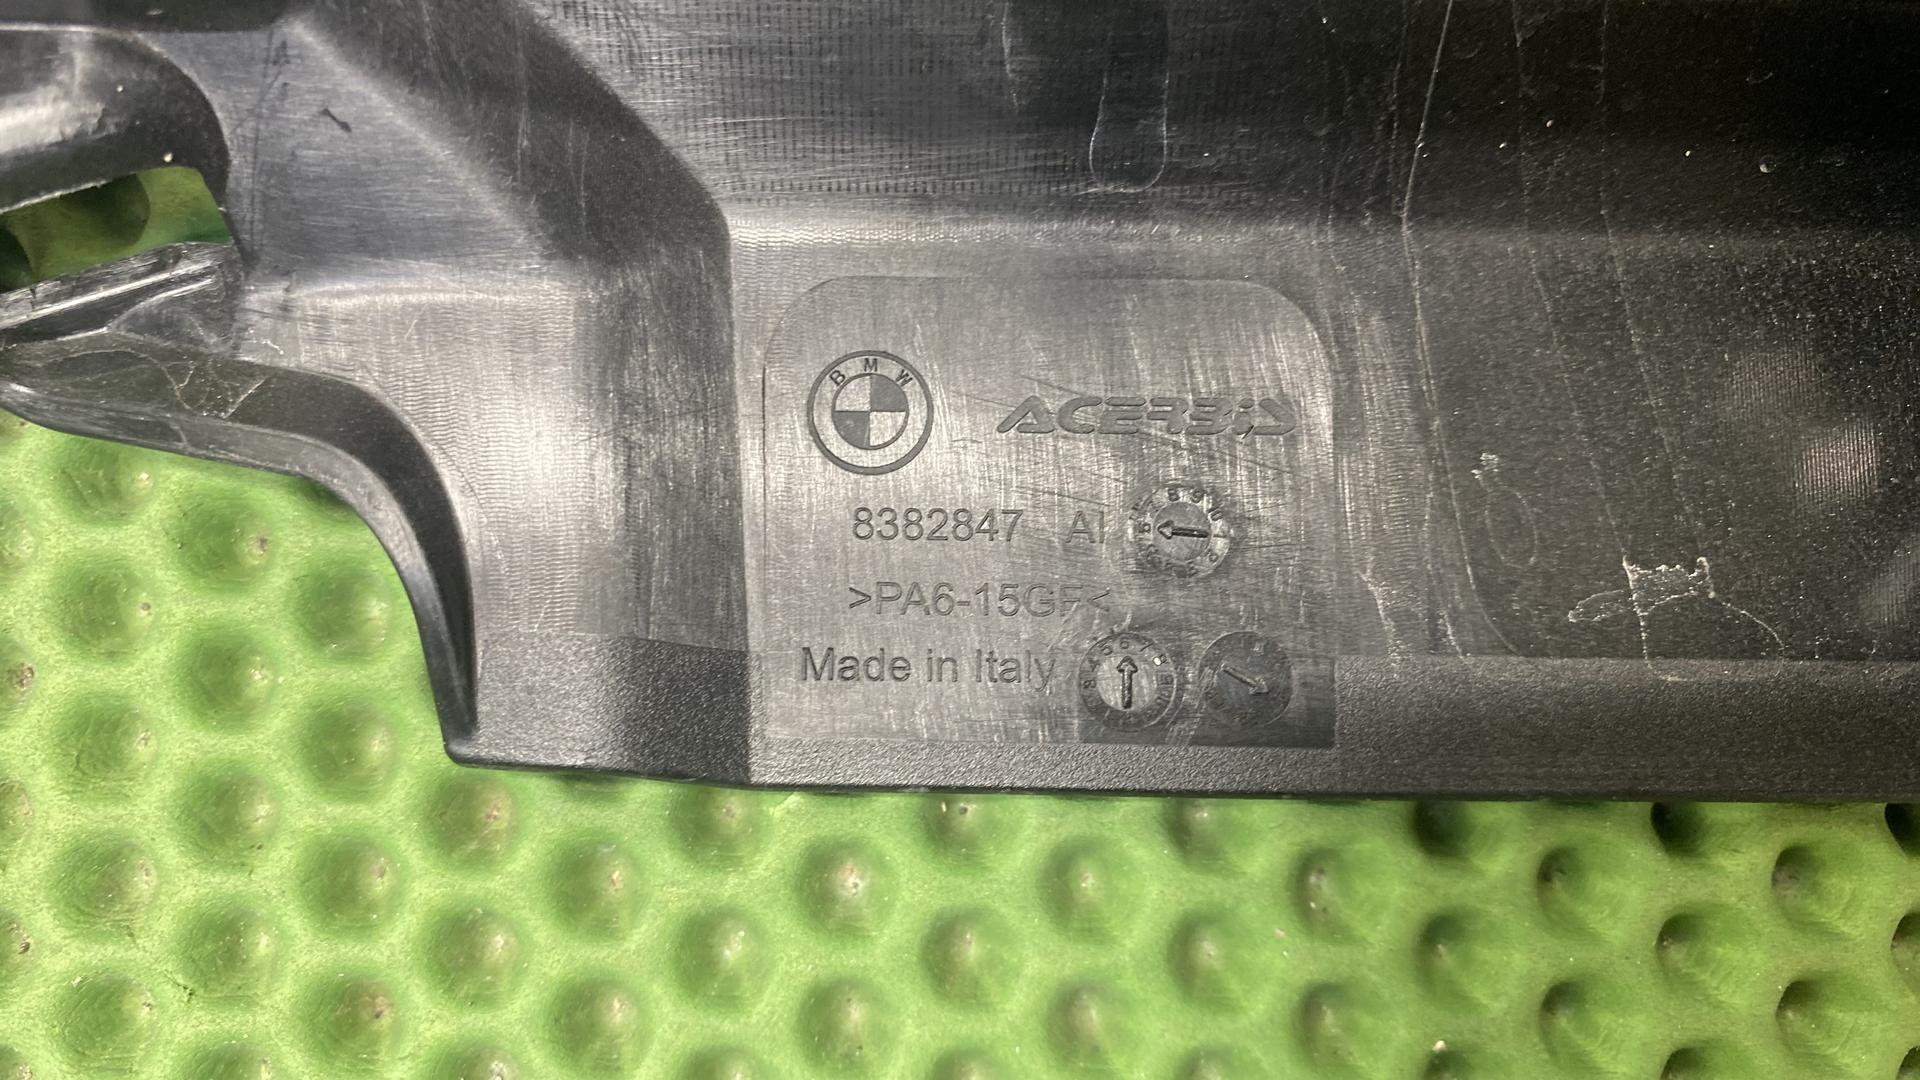 BMW
ACERBIS
8382847 AI
>PA6-15GF<
Made in Italy